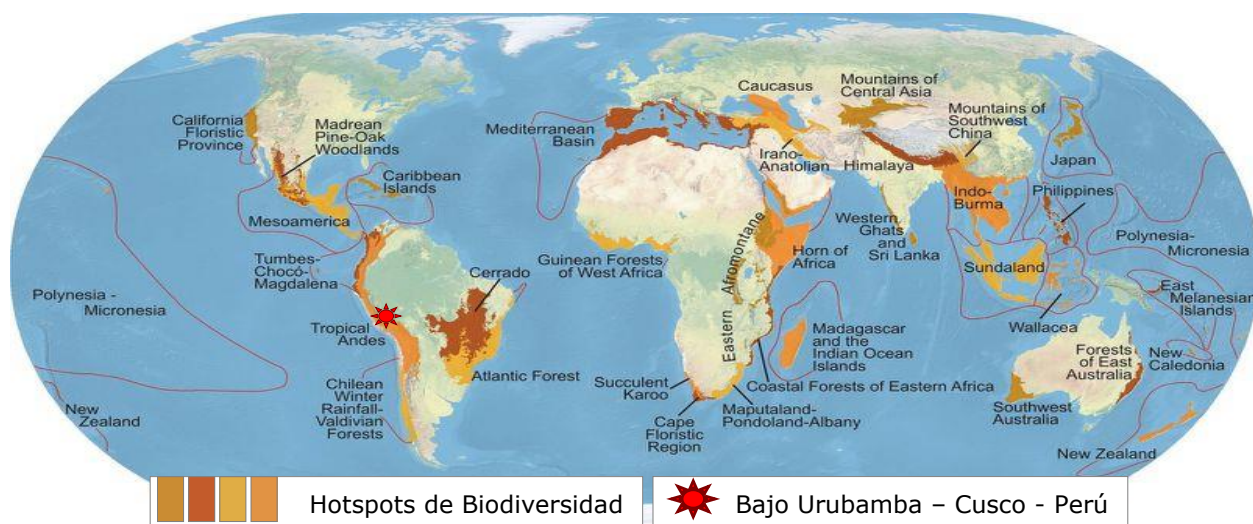 California
Floristic
Province
Madrean
Pine-Oak
Woodlands
Caribbean
Islands
Mesoamerica
Tumbes-
Chocó-
Magdalena
Polynesia -
Micronesia
Tropical
Andes
Cerrado
Chilean
Winter
Rainfall-
Valdivian
Forests
Atlantic Forest
New
Zealand
Mediterranean
Basin
Caucasus
Irano-
Anatolian
Mountains of
Central Asia
Mountains of
Southwest
China
Himalaya
Japan
Indo-
Burma
Philippines
Western
Ghats
and
Sri Lanka
Guinean Forests
of West Africa
Eastern Afromontane
Horn of
Africa
Sundaland
Wallacea
Polynesia-
Micronesia
East
Melanesian
Islands
Madagascar
and the
Indian Ocean
Islands
Coastal Forests of Eastern Africa
Succulent
Karoo
Cape
Floristic
Region
Maputaland-
Pondoland-Albany
Forests
of East
Australia
New
Caledonia
Southwest
Australia
New Zealand
Hotspots de Biodiversidad
Bajo Urubamba – Cusco - Perú